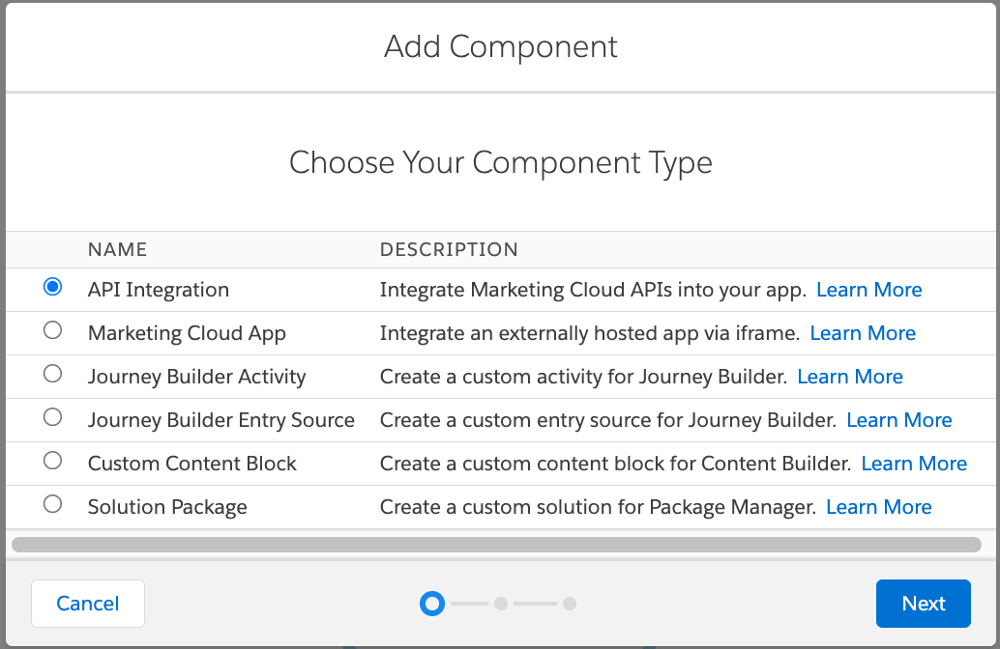 Add Component
Choose Your Component Type
NAME DESCRIPTION
API Integration Integrate Marketing Cloud APIs into your app. Learn More
Marketing Cloud App Integrate an externally hosted app via iframe. Learn More
Journey Builder Activity Create a custom activity for Journey Builder. Learn More
Journey Builder Entry Source Create a custom entry source for Journey Builder. Learn More
Custom Content Block Create a custom content block for Content Builder. Learn More
Solution Package Create a custom solution for Package Manager. Learn More
Cancel Next